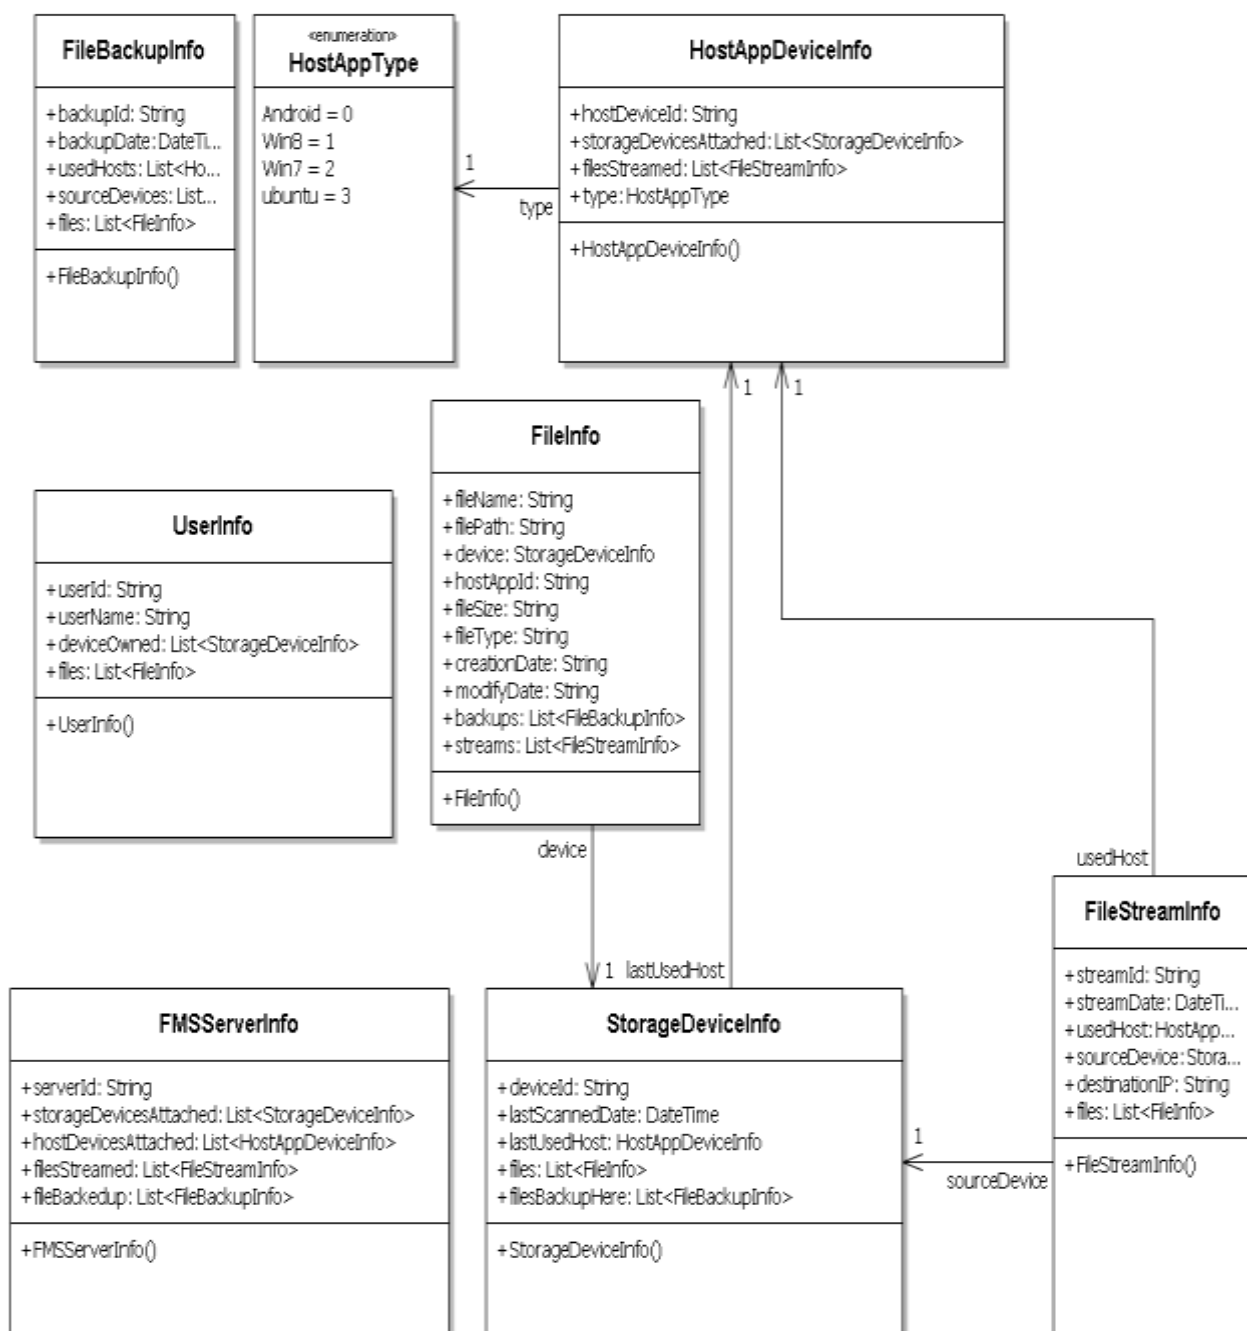 FileBackupInfo
+backupId: String
+backupDate: DateTi...
+usedHosts: List<Ho...
+sourceDevices: List...
+files: List<FileInfo>
+FileBackupInfo()
«enumeration»
HostAppType
Android = 0
Win8 = 1
Win7 = 2
ubuntu = 3
1
type
HostAppDeviceInfo
+hostDeviceId: String
+storageDevicesAttached: List<StorageDeviceInfo>
+filesStreamed: List<FileStreamInfo>
+type: HostAppType
+HostAppDeviceInfo()
1
1
FileInfo
+fileName: String
+filePath: String
+device: StorageDeviceInfo
+hostAppId: String
+fileSize: String
+fileType: String
+creationDate: String
+modifyDate: String
+backups: List<FileBackupInfo>
+streams: List<FileStreamInfo>
+FileInfo()
UserInfo
+userId: String
+userName: String
+deviceOwned: List<StorageDeviceInfo>
+files: List<FileInfo>
+UserInfo()
device
1
lastUsedHost
usedHost
FMSServerInfo
+serverId: String
+storageDevicesAttached: List<StorageDeviceInfo>
+hostDevicesAttached: List<HostAppDeviceInfo>
+filesStreamed: List<FileStreamInfo>
+fileBackedup: List<FileBackupInfo>
+FMSServerInfo()
StorageDeviceInfo
+deviceId: String
+lastScannedDate: DateTime
+lastUsedHost: HostAppDeviceInfo
+files: List<FileInfo>
+filesBackupHere: List<FileBackupInfo>
+StorageDeviceInfo()
1
sourceDevice
FileStreamInfo
+streamId: String
+streamDate: DateTi...
+usedHost: HostApp...
+sourceDevice: Stora...
+destinationIP: String
+files: List<FileInfo>
+FileStreamInfo()